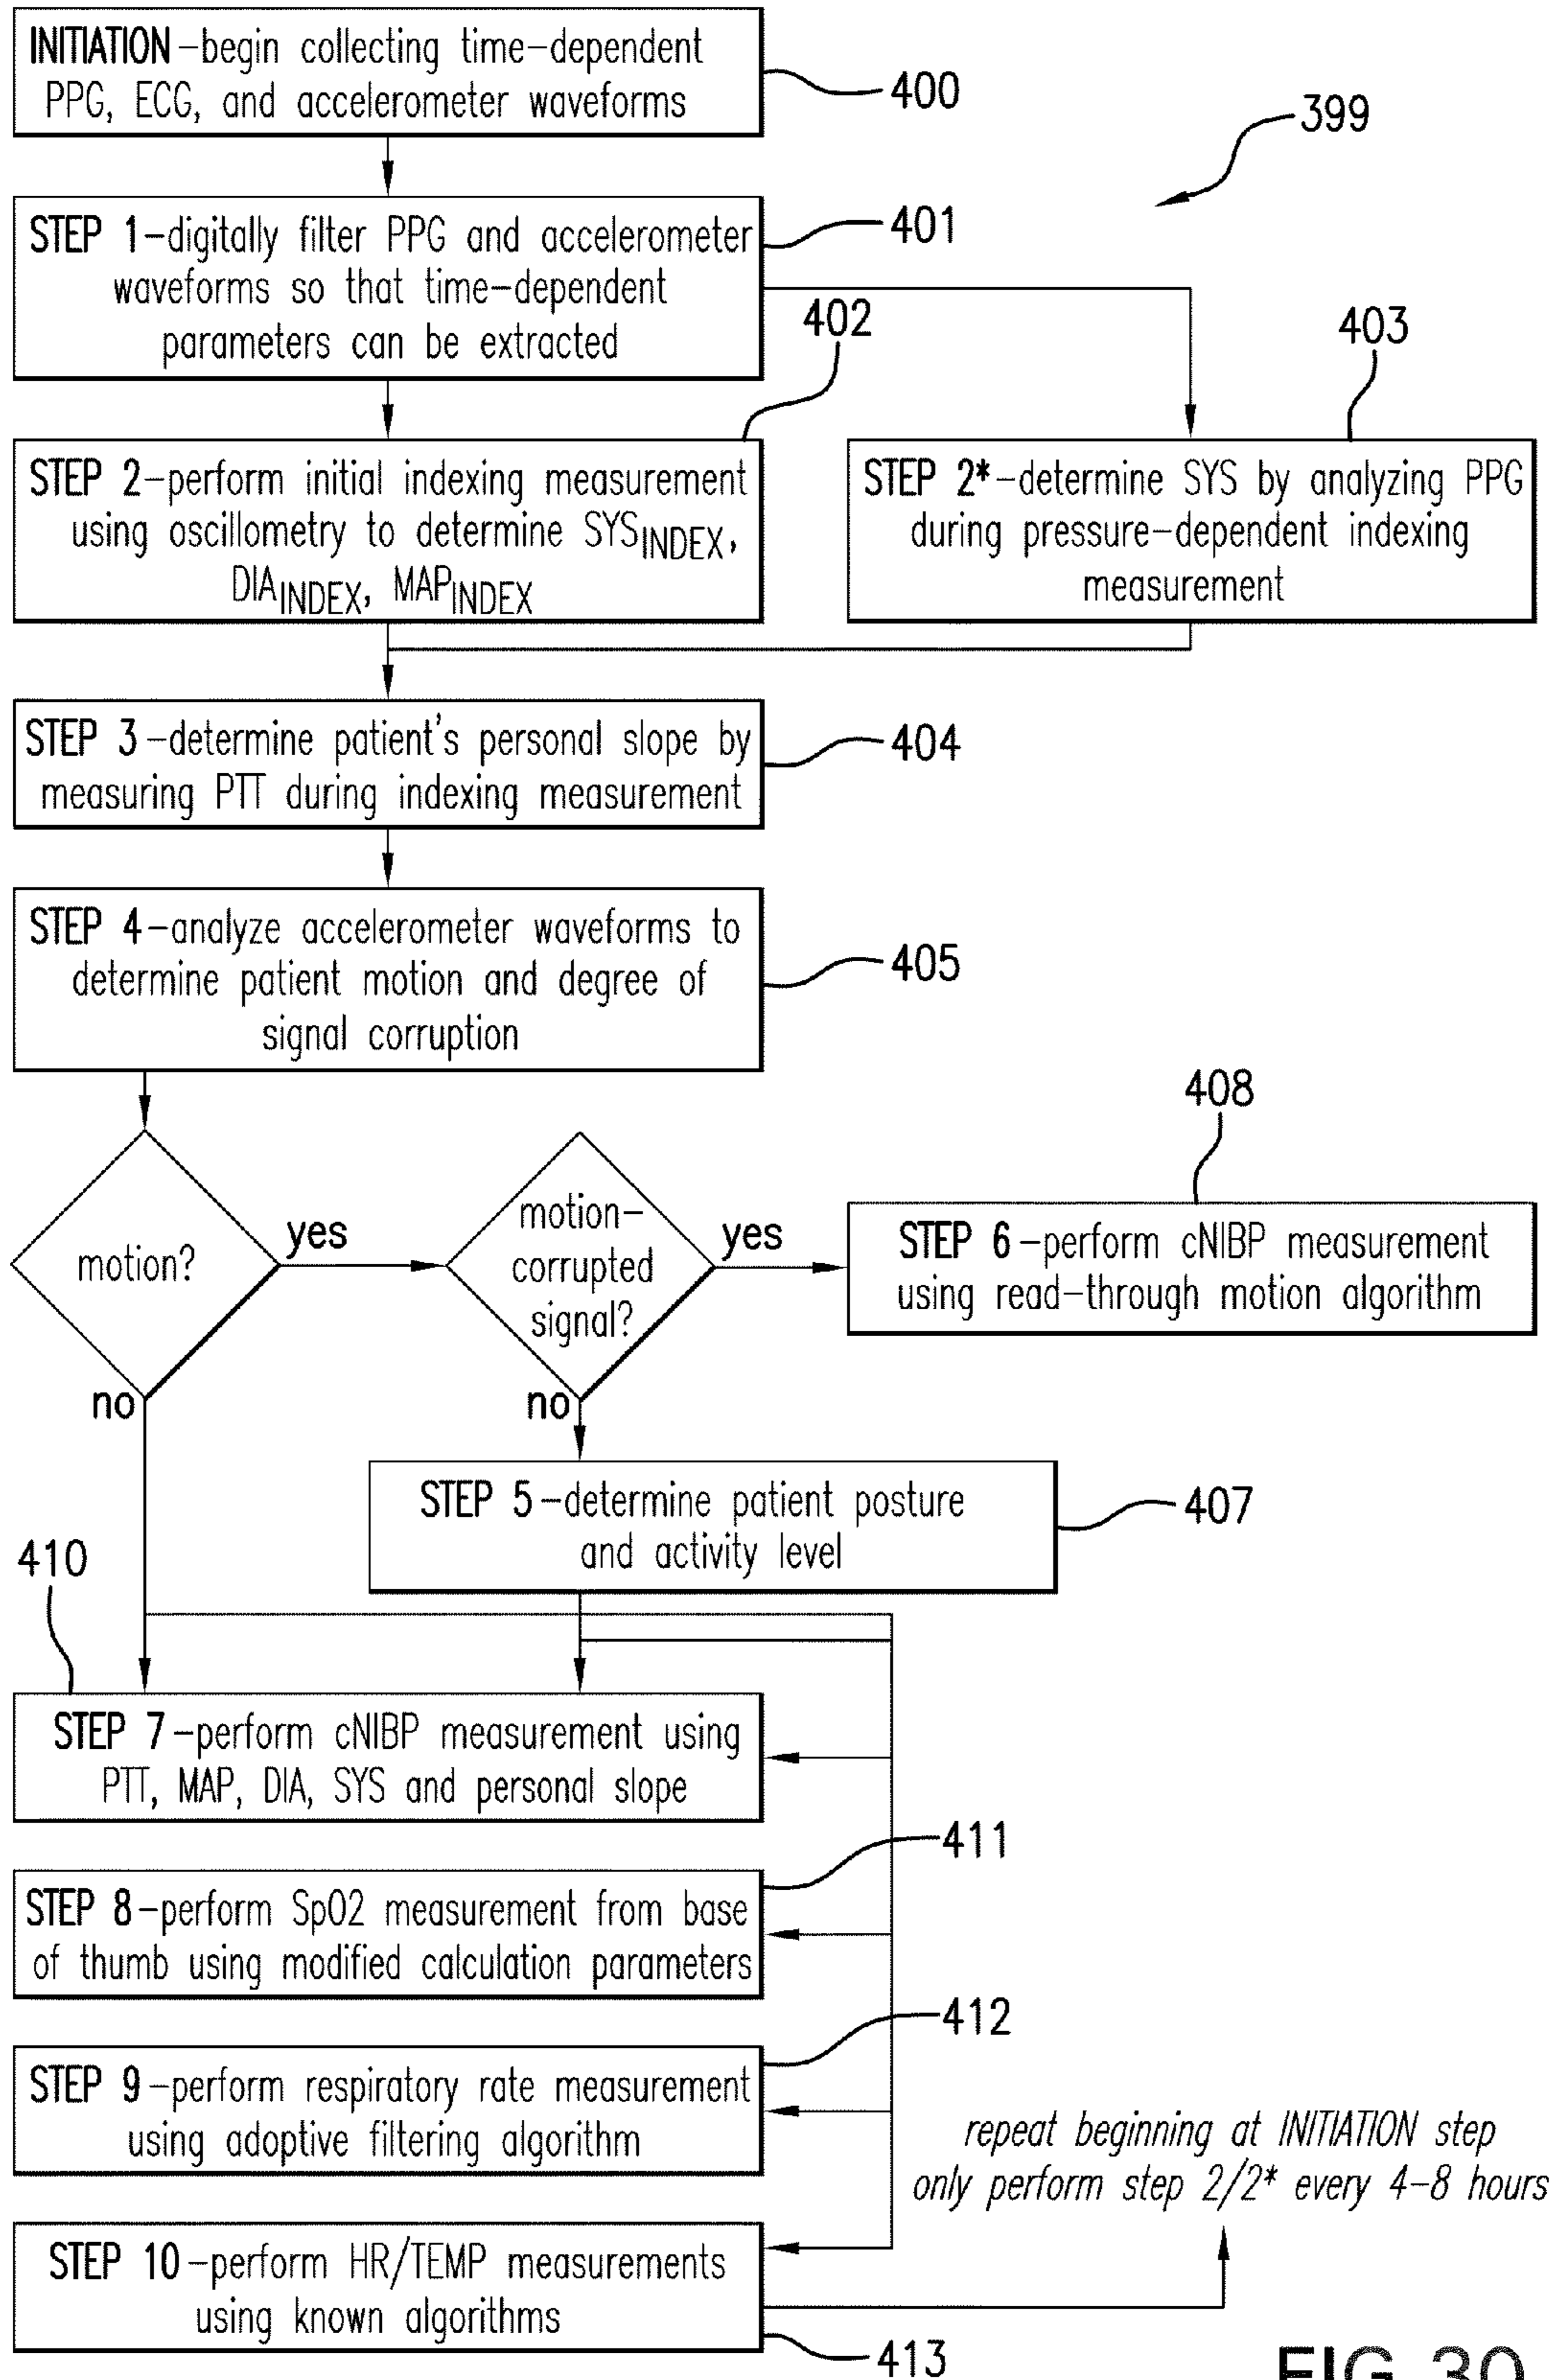 INITIATION-begin collecting time-dependent
PPG, ECG, and accelerometer waveforms
400
399
STEP 1-digitally filter PPG and accelerometer
waveforms so that time-dependent
parameters can be extracted
401
402
403
STEP 2-perform initial indexing measurement
using oscillometry to determine SYSINDEX,
DIAINDEX, MAPINDEX
STEP 2*-determine SYS by analyzing PPG
during pressure-dependent indexing
measurement
STEP 3-determine patient's personal slope by
measuring PTT during indexing measurement
404
STEP 4-analyze accelerometer waveforms to
determine patient motion and degree of
signal corruption
405
408
motion?
yes
motion-
corrupted
signal?
yes
STEP 6-perform cNIBP measurement
using read-through motion algorithm
no
no
STEP 5-determine patient posture
and activity level
407
410
STEP 7-perform cNIBP measurement using
PTT, MAP, DIA, SYS and personal slope
411
STEP 8-perform SpO2 measurement from base
of thumb using modified calculation parameters
412
STEP 9-perform respiratory rate measurement
using adoptive filtering algorithm
repeat beginning at INITIATION step
only perform step 2/2* every 4-8 hours
STEP 10-perform HR/TEMP measurements
using known algorithms
413
FIG.30